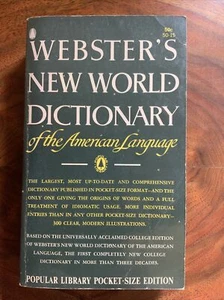 50c
50 15
WEBSTER'S
NEW WORLD
DICTIONARY
of the American Language
THE LARGEST, MOST UP-TO-DATE AND COMPREHENSIVE
DICTIONARY PUBLISHED IN POCKET-SIZE FORMAT—AND THE
ONLY ONE GIVING THE ORIGINS OF WORDS AND A FULL
TREATMENT OF IDIOMATIC USAGE. MORE INDIVIDUAL
ENTRIES THAN IN ANY OTHER POCKET-SIZE DICTIONARY—
300 CLEAR, MODERN ILLUSTRATIONS.
BASED ON THE UNIVERSALLY ACCLAIMED COLLEGE EDITION
OF WEBSTER'S NEW WORLD DICTIONARY OF THE AMERICAN
LANGUAGE, THE FIRST COMPLETELY NEW COLLEGE
DICTIONARY IN MORE THAN THREE DECADES.
POPULAR LIBRARY POCKET-SIZE EDITION